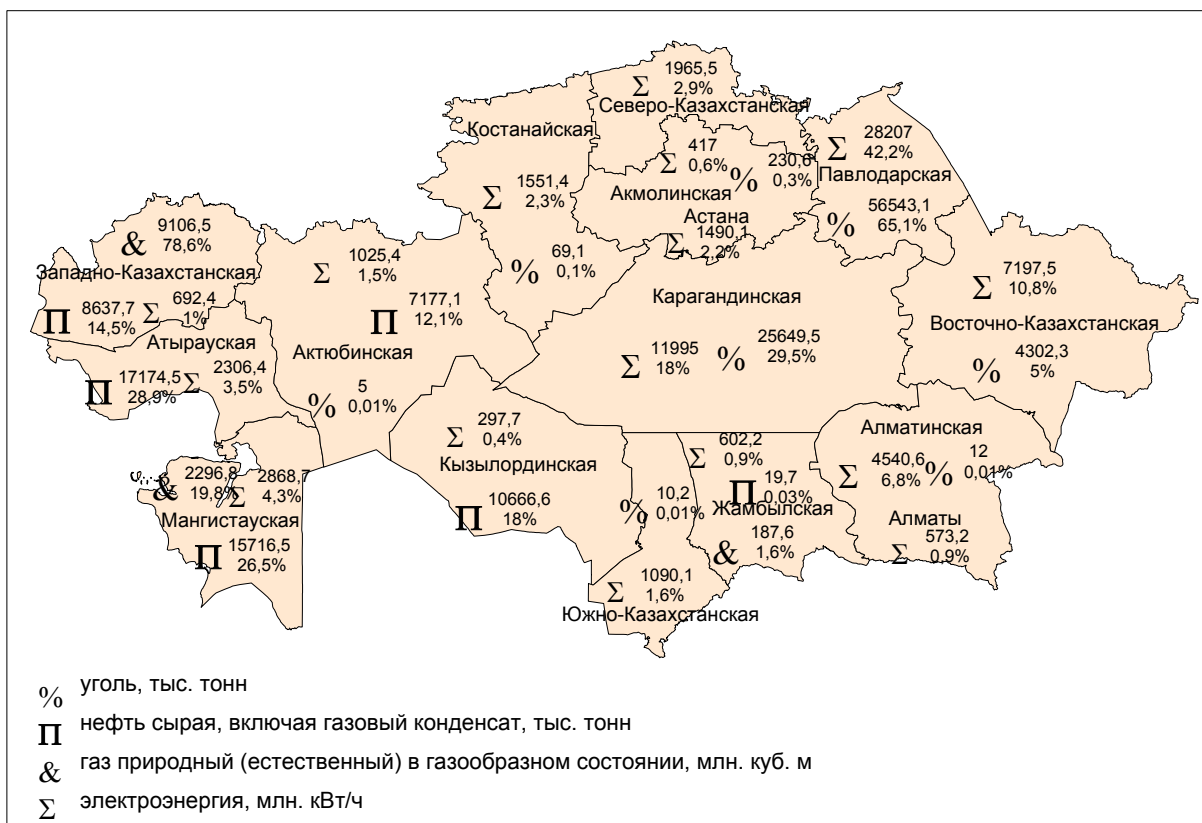 1965,5
Σ 2,9%
Северо-Казахстанская
Костанайская
Σ 1551,4
2,3%
417
Σ 0,6%
230,6
% 0,3%
Акмолинская
Астана
Σ 1490,1
2,2%
69,1
% 0,1%
28207
Σ 42,2%
Павлодарская
56543,1
% 65,1%
9106,5
& 78,6%
Западно-Казахстанская
П 8637,7
14,5%
Σ 692,4
1%
Атырауская
П 17174,5
28,9%
Σ 2306,4
3,5%
1025,4
Σ 1,5%
7177,1
П 12,1%
Актюбинская
5
% 0,01%
Карагандинская
Σ 11995
18%
% 25649,5
29,5%
7197,5
Σ 10,8%
Восточно-Казахстанская
4302,3
% 5%
2296,8
& 19,8%
2868,7
Σ 4,3%
Мангистауская
15716,5
П 26,5%
297,7
Σ 0,4%
Кызылординская
10666,6
П 18%
10,2
% 0,01%
1090,1
Σ 1,6%
Южно-Казахстанская
602,2
Σ 0,9%
19,7
П 0,03%
Жамбылская
187,6
& 1,6%
Алматинская
4540,6
Σ 6,8%
12
% 0,01%
Алматы
573,2
Σ 0,9%
% уголь, тыс. тонн
П нефть сырая, включая газовый конденсат, тыс. тонн
& газ природный (естественный) в газообразном состоянии, млн. куб. м
Σ электроэнергия, млн. кВт/ч